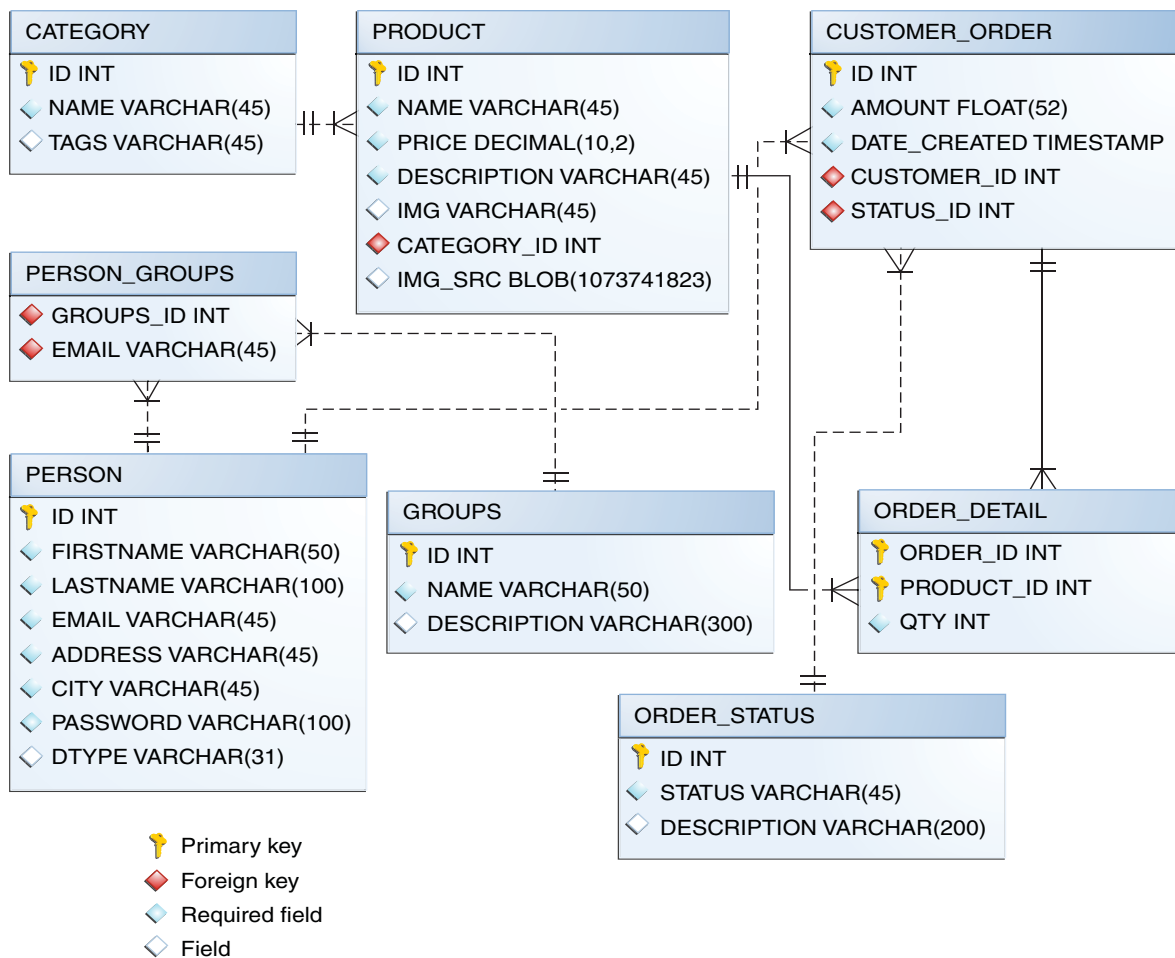 CATEGORY
ID INT
NAME VARCHAR(45)
TAGS VARCHAR(45)
PRODUCT
ID INT
NAME VARCHAR(45)
PRICE DECIMAL(10,2)
DESCRIPTION VARCHAR(45)
IMG VARCHAR(45)
CATEGORY_ID INT
IMG_SRC BLOB(1073741823)
CUSTOMER_ORDER
ID INT
AMOUNT FLOAT(52)
DATE_CREATED TIMESTAMP
CUSTOMER_ID INT
STATUS_ID INT
PERSON_GROUPS
GROUPS_ID INT
EMAIL VARCHAR(45)
PERSON
ID INT
FIRSTNAME VARCHAR(50)
LASTNAME VARCHAR(100)
EMAIL VARCHAR(45)
ADDRESS VARCHAR(45)
CITY VARCHAR(45)
PASSWORD VARCHAR(100)
DTYPE VARCHAR(31)
GROUPS
ID INT
NAME VARCHAR(50)
DESCRIPTION VARCHAR(300)
ORDER_DETAIL
ORDER_ID INT
PRODUCT_ID INT
QTY INT
ORDER_STATUS
ID INT
STATUS VARCHAR(45)
DESCRIPTION VARCHAR(200)
Primary key
Foreign key
Required field
Field